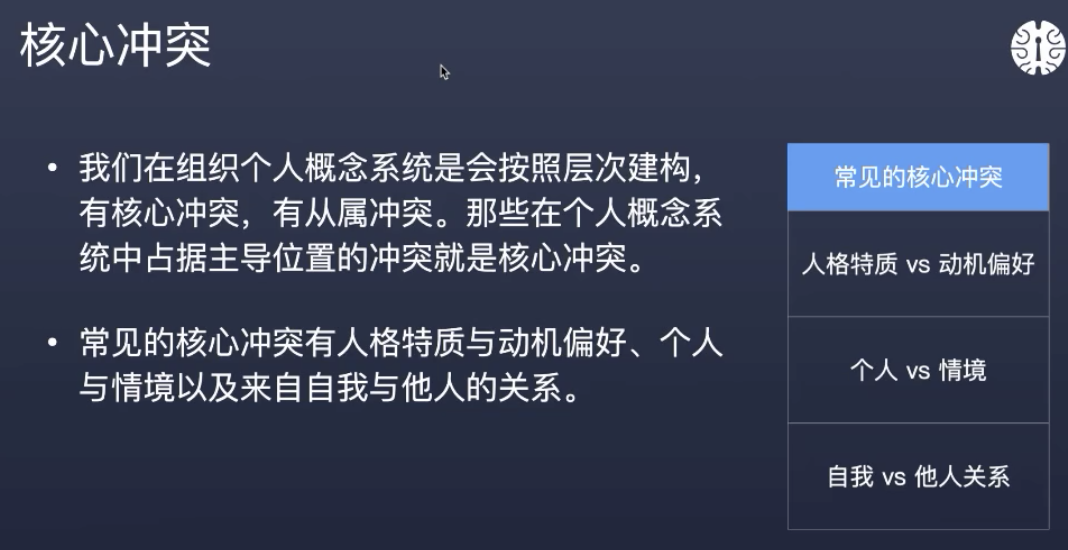 核心冲突
• 我们在组织个人概念系统是会按照层次建构，
有核心冲突，有从属冲突。那些在个人概念系
统中占据主导位置的冲突就是核心冲突。
• 常见的核心冲突有人格特质与动机偏好、个人
与情境以及来自自我与他人的关系。
常见的核心冲突
人格特质 vs 动机偏好
个人 vs 情境
自我 vs 他人关系